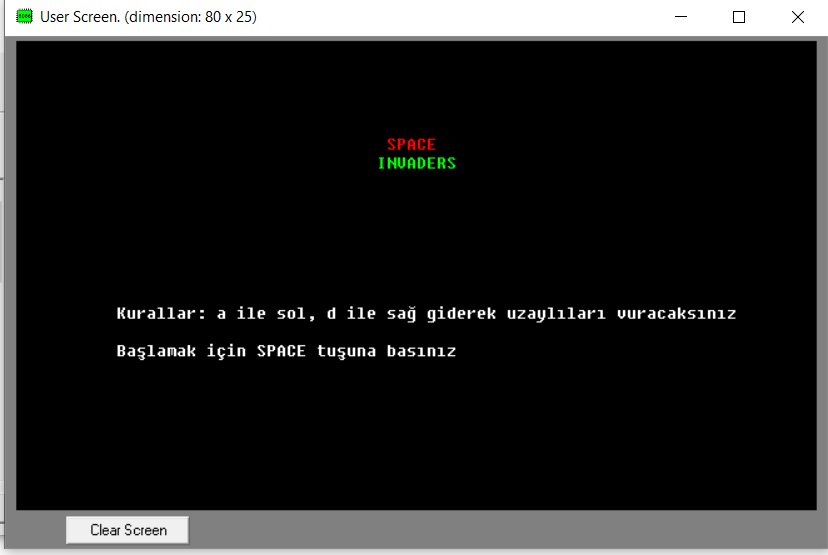 User Screen. (dimension: 80 x 25)
SPACE
INVADERS
Kurallar: a ile sol, d ile sağ giderek uzaylıları vuracaksınız
Başlamak için SPACE tuşuna basınız
Clear Screen